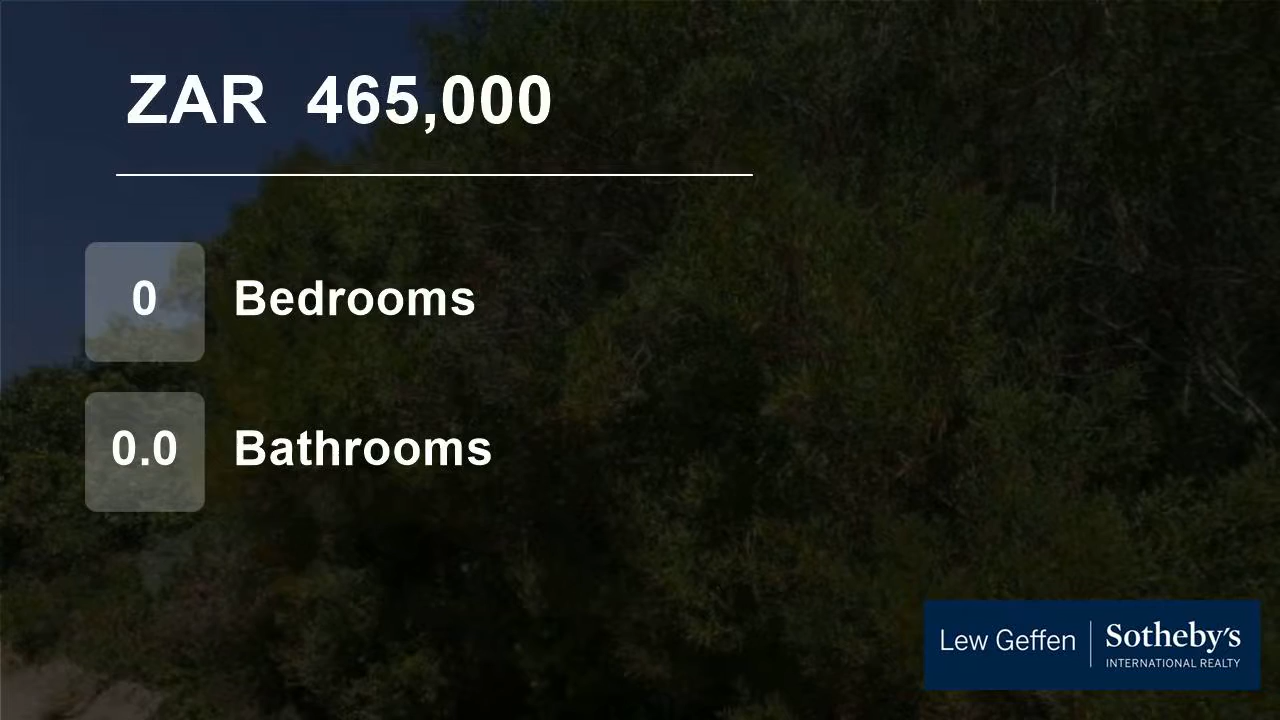 ZAR 465,000
0 Bedrooms
0.0 Bathrooms
Lew Geffen
Sotheby's
INTERNATIONAL REALTY